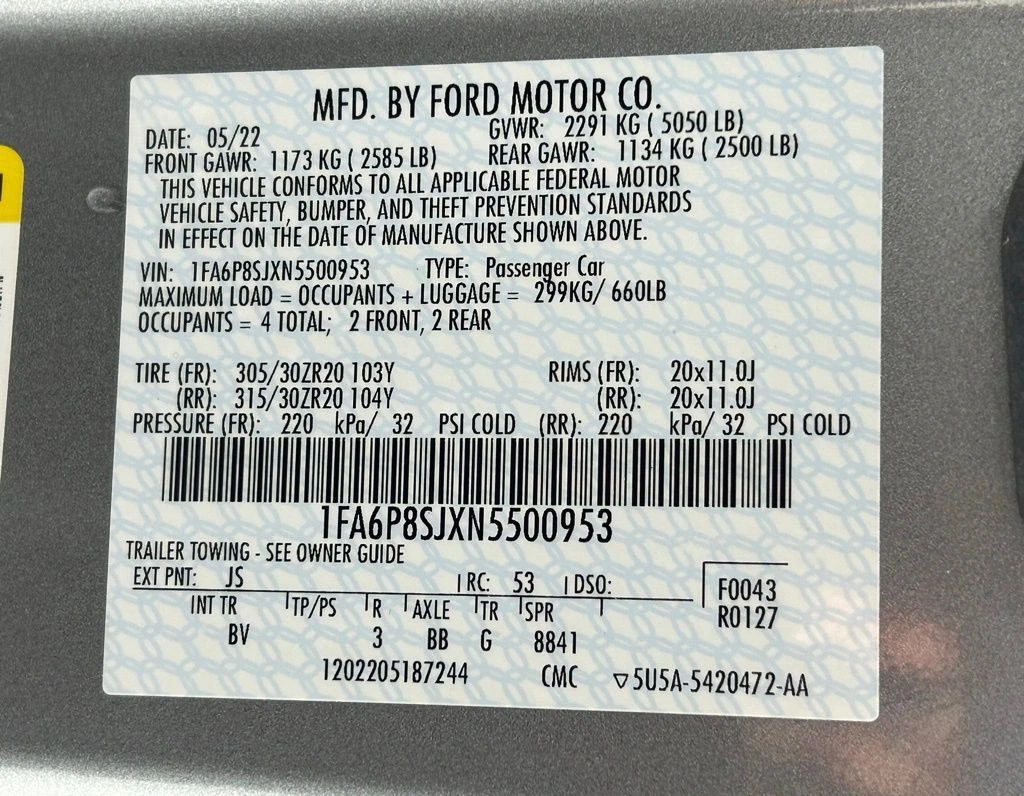 MFD. BY FORD MOTOR CO.
DATE: 05/22 GVWR: 2291 KG ( 5050 LB)
FRONT GAWR: 1173 KG ( 2585 LB) REAR GAWR: 1134 KG ( 2500 LB)
THIS VEHICLE CONFORMS TO ALL APPLICABLE FEDERAL MOTOR
VEHICLE SAFETY, BUMPER, AND THEFT PREVENTION STANDARDS
IN EFFECT ON THE DATE OF MANUFACTURE SHOWN ABOVE.
VIN: 1FA6P8SJXN5500953 TYPE: Passenger Car
MAXIMUM LOAD = OCCUPANTS + LUGGAGE = 299KG/ 660LB
OCCUPANTS = 4 TOTAL; 2 FRONT, 2 REAR
TIRE (FR): 305/30ZR20 103Y RIMS (FR): 20x11.0J
(RR): 315/30ZR20 104Y (RR): 20x11.0J
PRESSURE (FR): 220 kPa/ 32 PSI COLD (RR): 220 kPa/ 32 PSI COLD
1FA6P8SJXN5500953
TRAILER TOWING - SEE OWNER GUIDE
EXT PNT: JS RC: 53 DSO: F0043
INT TR TP/PS R AXLE TR SPR R0127
BV 3 BB G 8841
1202205187244 CMC ▽5U5A-5420472-AA